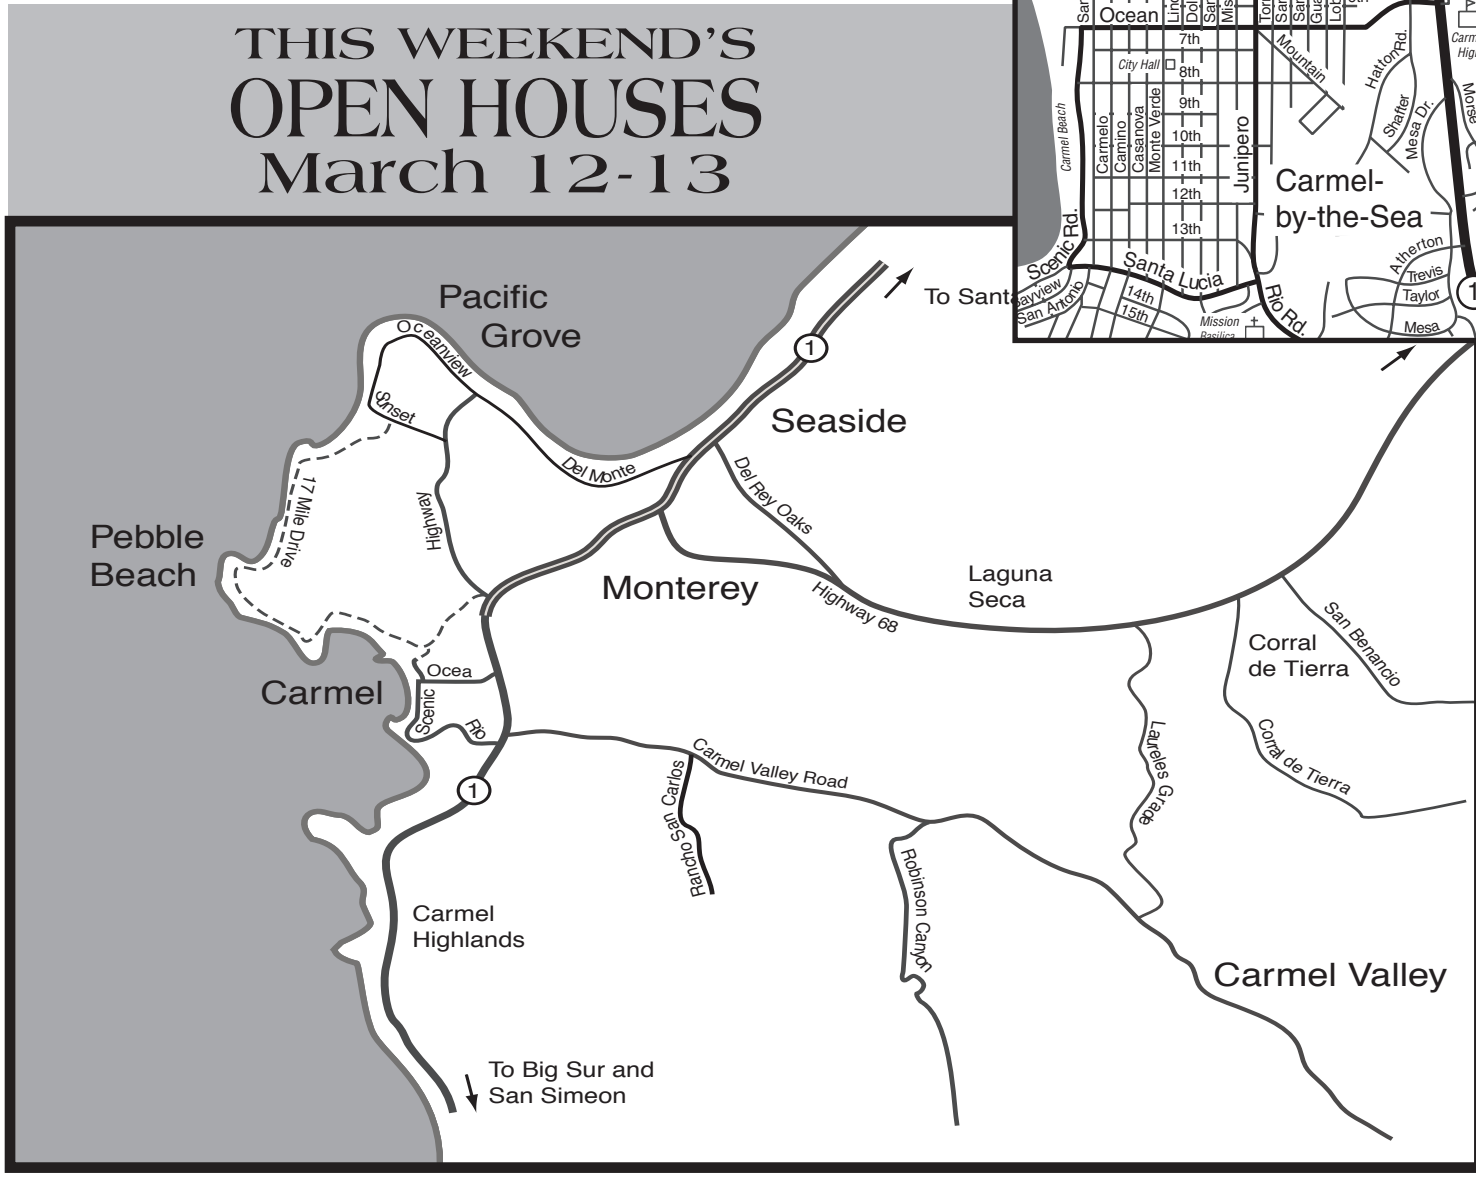 THIS WEEKEND'S
OPEN HOUSES
March 12-13
Ocean
7th
City Hall
8th
9th
10th
11th
12th
13th
Carmel Beach
Carmelo
Camino
Casanova
Monte Verde
Junipero
Mountain
Hatton Rd.
Shafter
Mesa Dr.
Morse
Carmel-
by-the-Sea
Scenic Rd.
Santa Lucia
Bayview
San Antonio
14th
15th
Rio Rd.
Mission
Basilica
Atherton
Trevis
Taylor
Mesa
1
Pacific
Grove
Oceanview
Sunset
To Santa
1
Seaside
Del Monte
Del Rey Oaks
17 Mile Drive
Highway
Pebble
Beach
Monterey
Highway 68
Laguna
Seca
San Benancio
Corral
de Tierra
Corral de Tierra
Laureles Grade
Carmel
Ocea
Scenic
Rio
1
Carmel Valley Road
Rancho San Carlos
Robinson Canyon
Carmel
Highlands
Carmel Valley
To Big Sur and
San Simeon